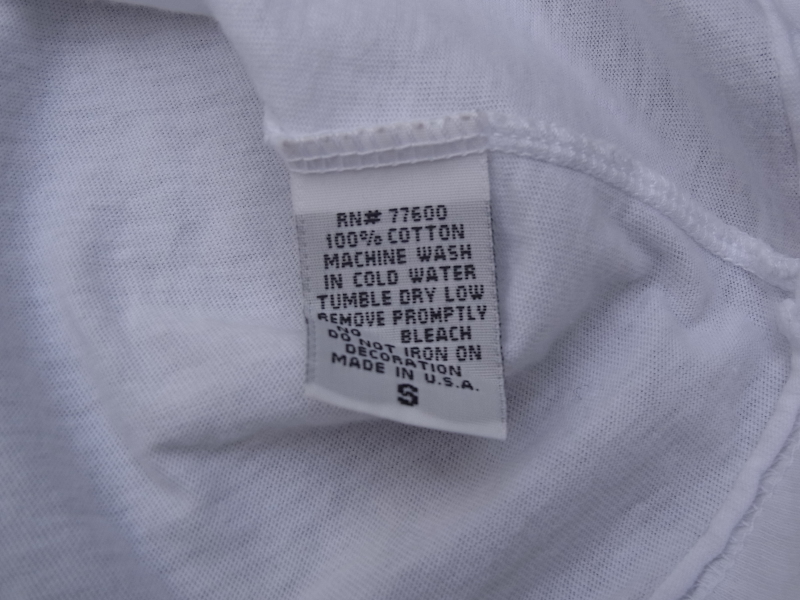 RN# 77600
100% COTTON
MACHINE WASH
IN COLD WATER
TUMBLE DRY LOW
REMOVE PROMPTLY
NO BLEACH
DO NOT IRON ON
DECORATION
MADE IN U.S.A.
S